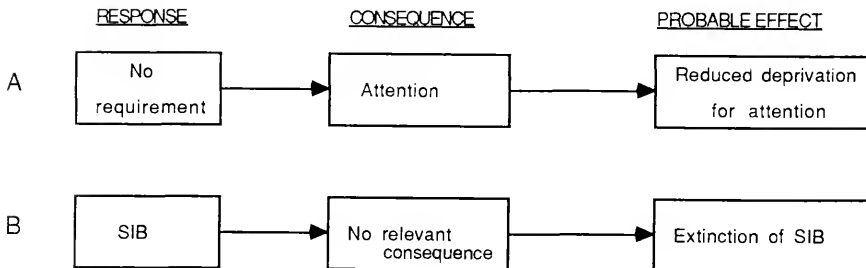 RESPONSE CONSEQUENCE PROBABLE EFFECT
A
No
requirement
Attention
Reduced deprivation
for attention
B
SIB
No relevant
consequence
Extinction of SIB